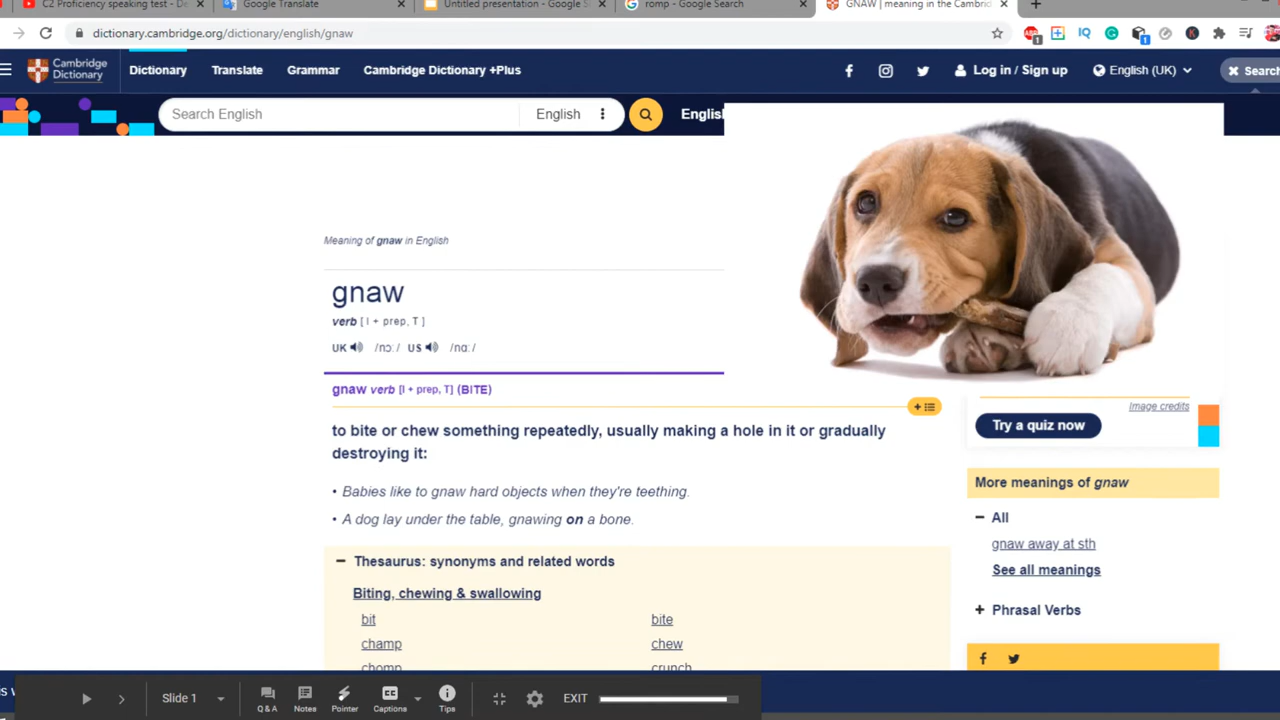 C2 Proficiency speaking test - De
Google Translate
Untitled presentation - Google S
romp - Google Search
GNAW | meaning in the Cambrid
dictionary.cambridge.org/dictionary/english/gnaw
Cambridge Dictionary
Dictionary Translate Grammar Cambridge Dictionary +Plus
Log in / Sign up English (UK) Search
Search English English Englis
Meaning of gnaw in English
gnaw
verb [ I + prep, T ]
UK /nɔː/ US /nɑː/
gnaw verb [I + prep, T] (BITE)
to bite or chew something repeatedly, usually making a hole in it or gradually
destroying it:
• Babies like to gnaw hard objects when they're teething.
• A dog lay under the table, gnawing on a bone.
Thesaurus: synonyms and related words
Biting, chewing & swallowing
bit bite
champ chew
chomp crunch
Image credits
Try a quiz now
More meanings of gnaw
All
gnaw away at sth
See all meanings
Phrasal Verbs
Slide 1 Q & A Notes Pointer CC Captions Tips EXIT